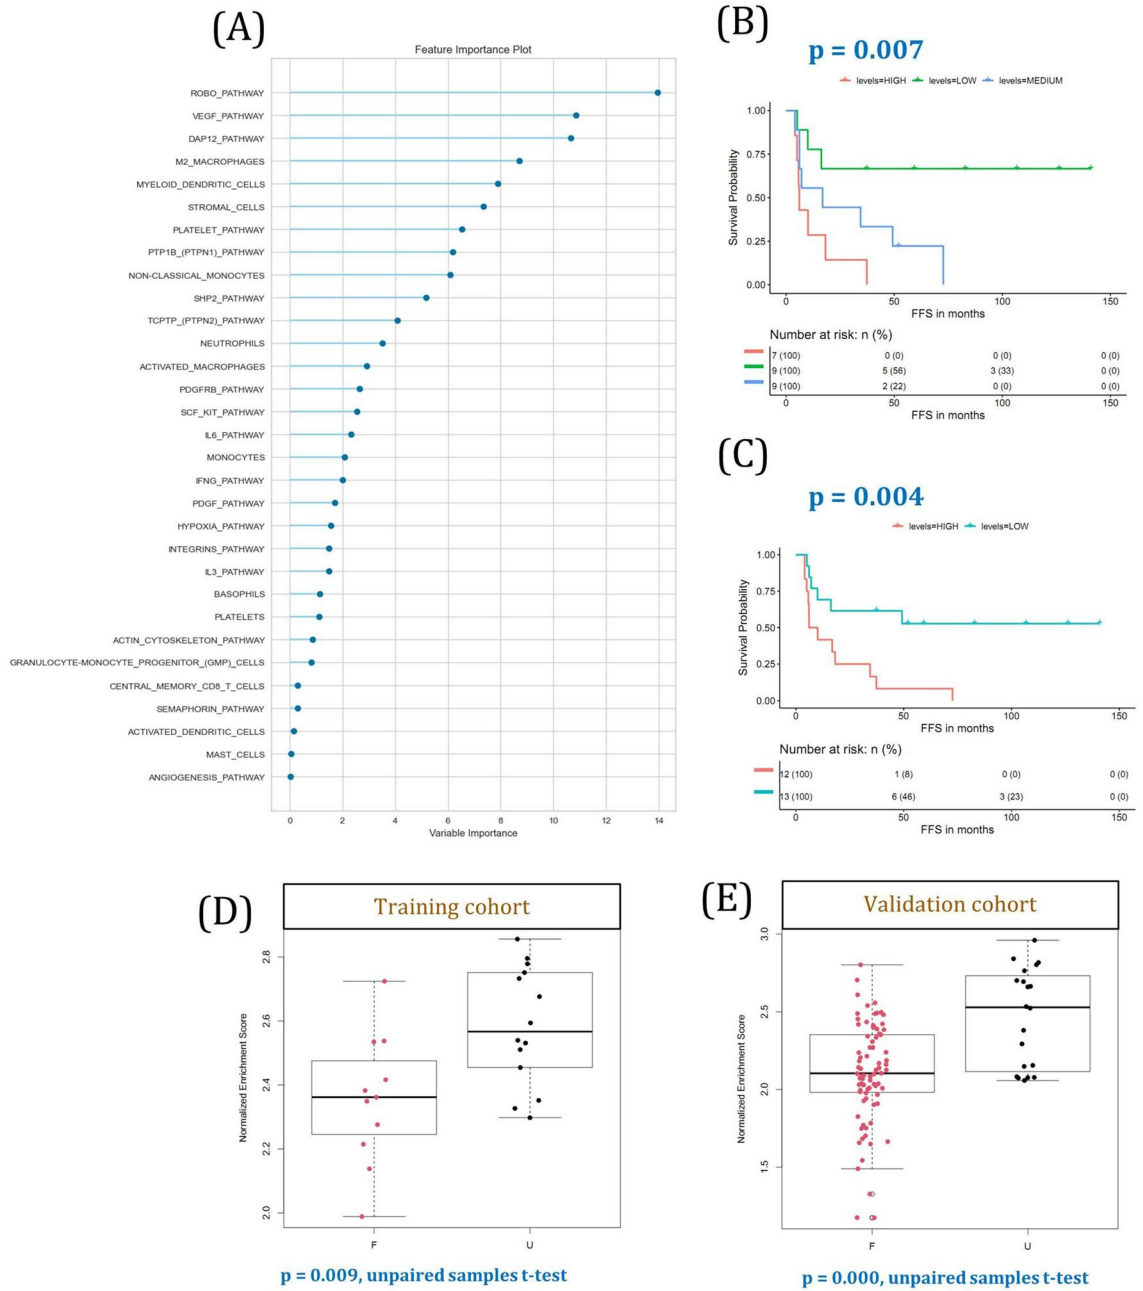 (A)
Feature Importance Plot
ROBO_PATHWAY
VEGF_PATHWAY
DAP12_PATHWAY
M2_MACROPHAGES
MYELOID_DENDRITIC_CELLS
STROMAL_CELLS
PLATELET_PATHWAY
PTP1B_(PTPN1)_PATHWAY
NON-CLASSICAL_MONOCYTES
SHP2_PATHWAY
TCPTP_(PTPN2)_PATHWAY
NEUTROPHILS
ACTIVATED_MACROPHAGES
PDGFRB_PATHWAY
SCF_KIT_PATHWAY
IL6_PATHWAY
MONOCYTES
IFNG_PATHWAY
PDGF_PATHWAY
HYPOXIA_PATHWAY
INTEGRINS_PATHWAY
IL3_PATHWAY
BASOPHILS
PLATELETS
ACTIN_CYTOSKELETON_PATHWAY
GRANULOCYTE-MONOCYTE_PROGENITOR_(GMP)_CELLS
CENTRAL_MEMORY_CD8_T_CELLS
SEMAPHORIN_PATHWAY
ACTIVATED_DENDRITIC_CELLS
MAST_CELLS
ANGIOGENESIS_PATHWAY
0 2 4 6 8 10 12 14
Variable Importance
(B)
p = 0.007
levels=HIGH levels=LOW levels=MEDIUM
Survival Probability
1.00
0.75
0.50
0.25
0.00
0 50 100 150
FFS in months
Number at risk: n (%)
7 (100) 0 (0) 0 (0) 0 (0)
9 (100) 5 (56) 3 (33) 0 (0)
9 (100) 2 (22) 0 (0) 0 (0)
0 50 100 150
FFS in months
(C)
p = 0.004
levels=HIGH levels=LOW
Survival Probability
1.00
0.75
0.50
0.25
0.00
0 50 100 150
FFS in months
Number at risk: n (%)
12 (100) 1 (8) 0 (0) 0 (0)
13 (100) 6 (46) 3 (23) 0 (0)
0 50 100 150
FFS in months
(D)
Training cohort
Normalized Enrichment Score
2.8
2.6
2.4
2.2
2.0
F U
p = 0.009, unpaired samples t-test
(E)
Validation cohort
Normalized Enrichment Score
3.0
2.5
2.0
1.5
F U
p = 0.000, unpaired samples t-test